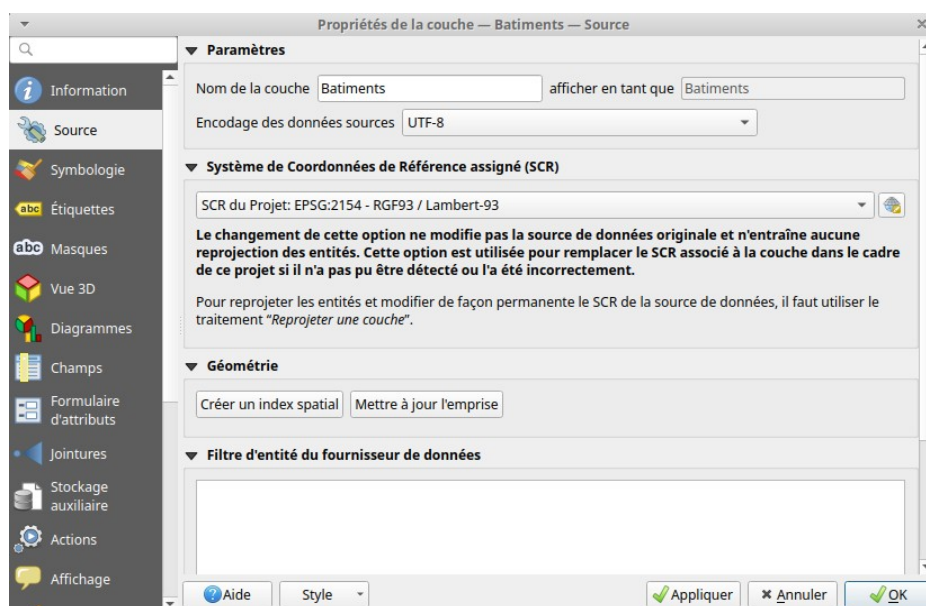 Propriétés de la couche — Batiments — Source
Information
Source
Symbologie
abc Étiquettes
abc Masques
Vue 3D
Diagrammes
Champs
Formulaire
d'attributs
Jointures
Stockage
auxiliaire
Actions
Affichage
Paramètres
Nom de la couche Batiments afficher en tant que Batiments
Encodage des données sources UTF-8
Système de Coordonnées de Référence assigné (SCR)
SCR du Projet: EPSG:2154 - RGF93 / Lambert-93
Le changement de cette option ne modifie pas la source de données originale et n'entraîne aucune
reprojection des entités. Cette option est utilisée pour remplacer le SCR associé à la couche dans le cadre
de ce projet si il n'a pas pu être détecté ou l'a été incorrectement.
Pour reprojeter les entités et modifier de façon permanente le SCR de la source de données, il faut utiliser le
traitement “Reprojeter une couche”.
Géométrie
Créer un index spatial Mettre à jour l'emprise
Filtre d'entité du fournisseur de données
Aide Style Appliquer Annuler OK